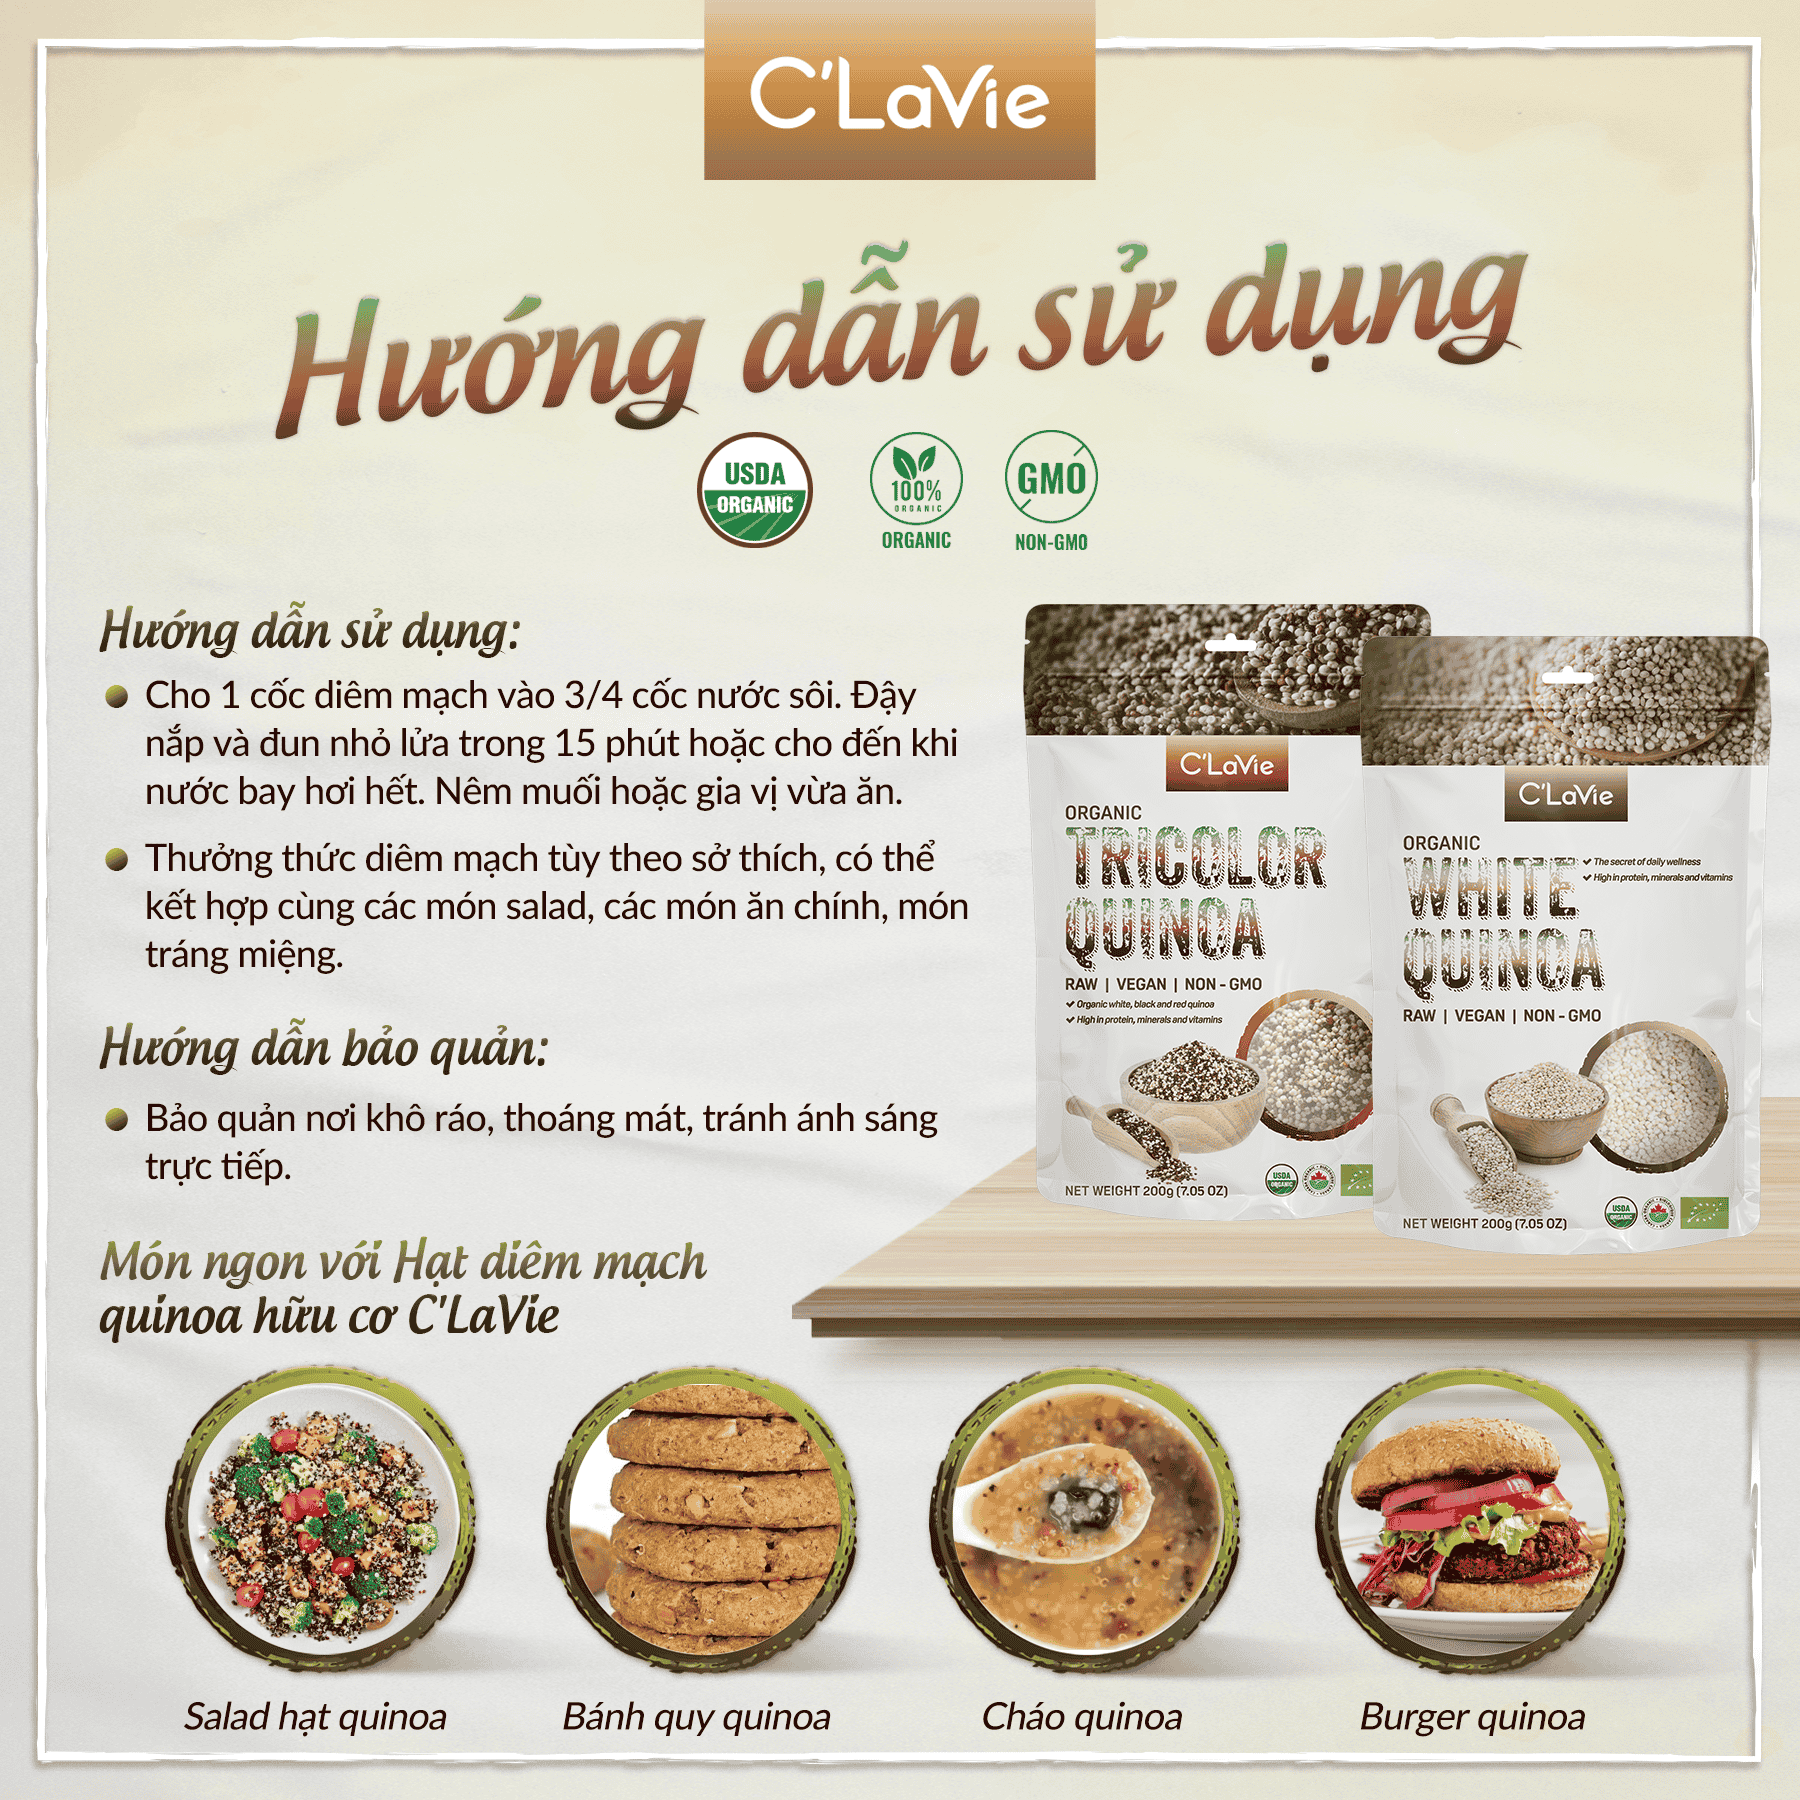 C'LaVie
Hướng dẫn sử dụng
USDA
ORGANIC
100%
ORGANIC
ORGANIC
GMO
NON-GMO
Hướng dẫn sử dụng:
Cho 1 cốc diêm mạch vào 3/4 cốc nước sôi. Đậy
nắp và đun nhỏ lửa trong 15 phút hoặc cho đến khi
nước bay hơi hết. Nêm muối hoặc gia vị vừa ăn.
Thưởng thức diêm mạch tùy theo sở thích, có thể
kết hợp cùng các món salad, các món ăn chính, món
tráng miệng.
Hướng dẫn bảo quản:
Bảo quản nơi khô ráo, thoáng mát, tránh ánh sáng
trực tiếp.
C'LaVie
ORGANIC
TRICOLOR
QUINOA
RAW | VEGAN | NON - GMO
Organic white, black and red quinoa
High in protein, minerals and vitamins
NET WEIGHT 200g (7.05 OZ)
USDA
ORGANIC
C'LaVie
ORGANIC
WHITE
QUINOA
The secret of daily wellness
High in protein, minerals and vitamins
RAW | VEGAN | NON - GMO
NET WEIGHT 200g (7.05 OZ)
USDA
ORGANIC
Món ngon với Hạt diêm mạch
quinoa hữu cơ C'LaVie
Salad hạt quinoa
Bánh quy quinoa
Cháo quinoa
Burger quinoa